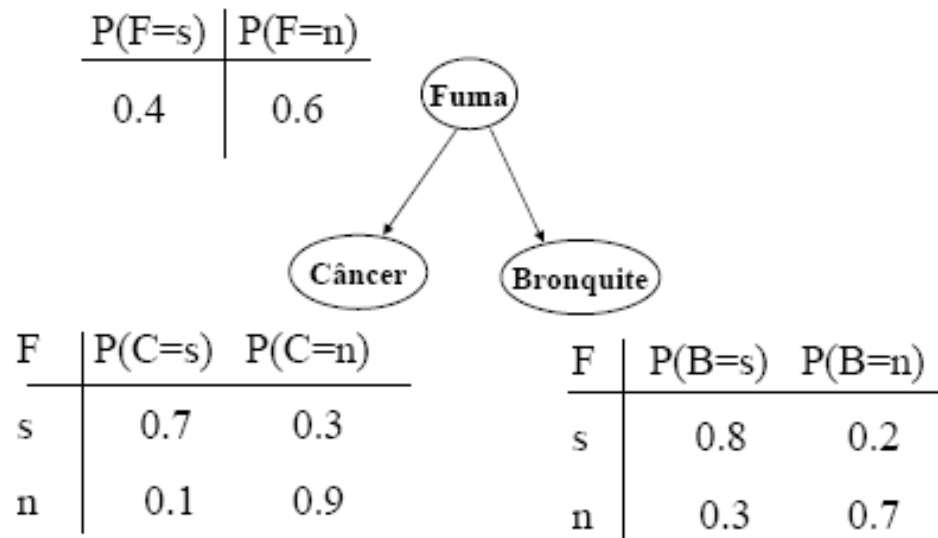 P(F=s) P(F=n)
0.4 0.6
Fuma
Câncer
Bronquite
F P(C=s) P(C=n)
s 0.7 0.3
n 0.1 0.9
F P(B=s) P(B=n)
s 0.8 0.2
n 0.3 0.7